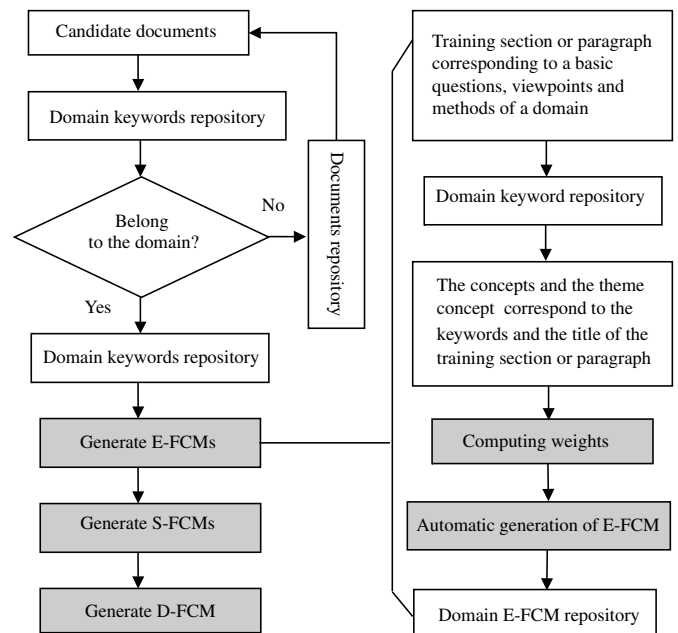 Candidate documents
Domain keywords repository
Belong
to the domain?
No
Documents repository
Yes
Domain keywords repository
Generate E-FCMs
Generate S-FCMs
Generate D-FCM
Training section or paragraph
corresponding to a basic
questions, viewpoints and
methods of a domain
Domain keyword repository
The concepts and the theme
concept correspond to the
keywords and the title of the
training section or paragraph
Computing weights
Automatic generation of E-FCM
Domain E-FCM repository